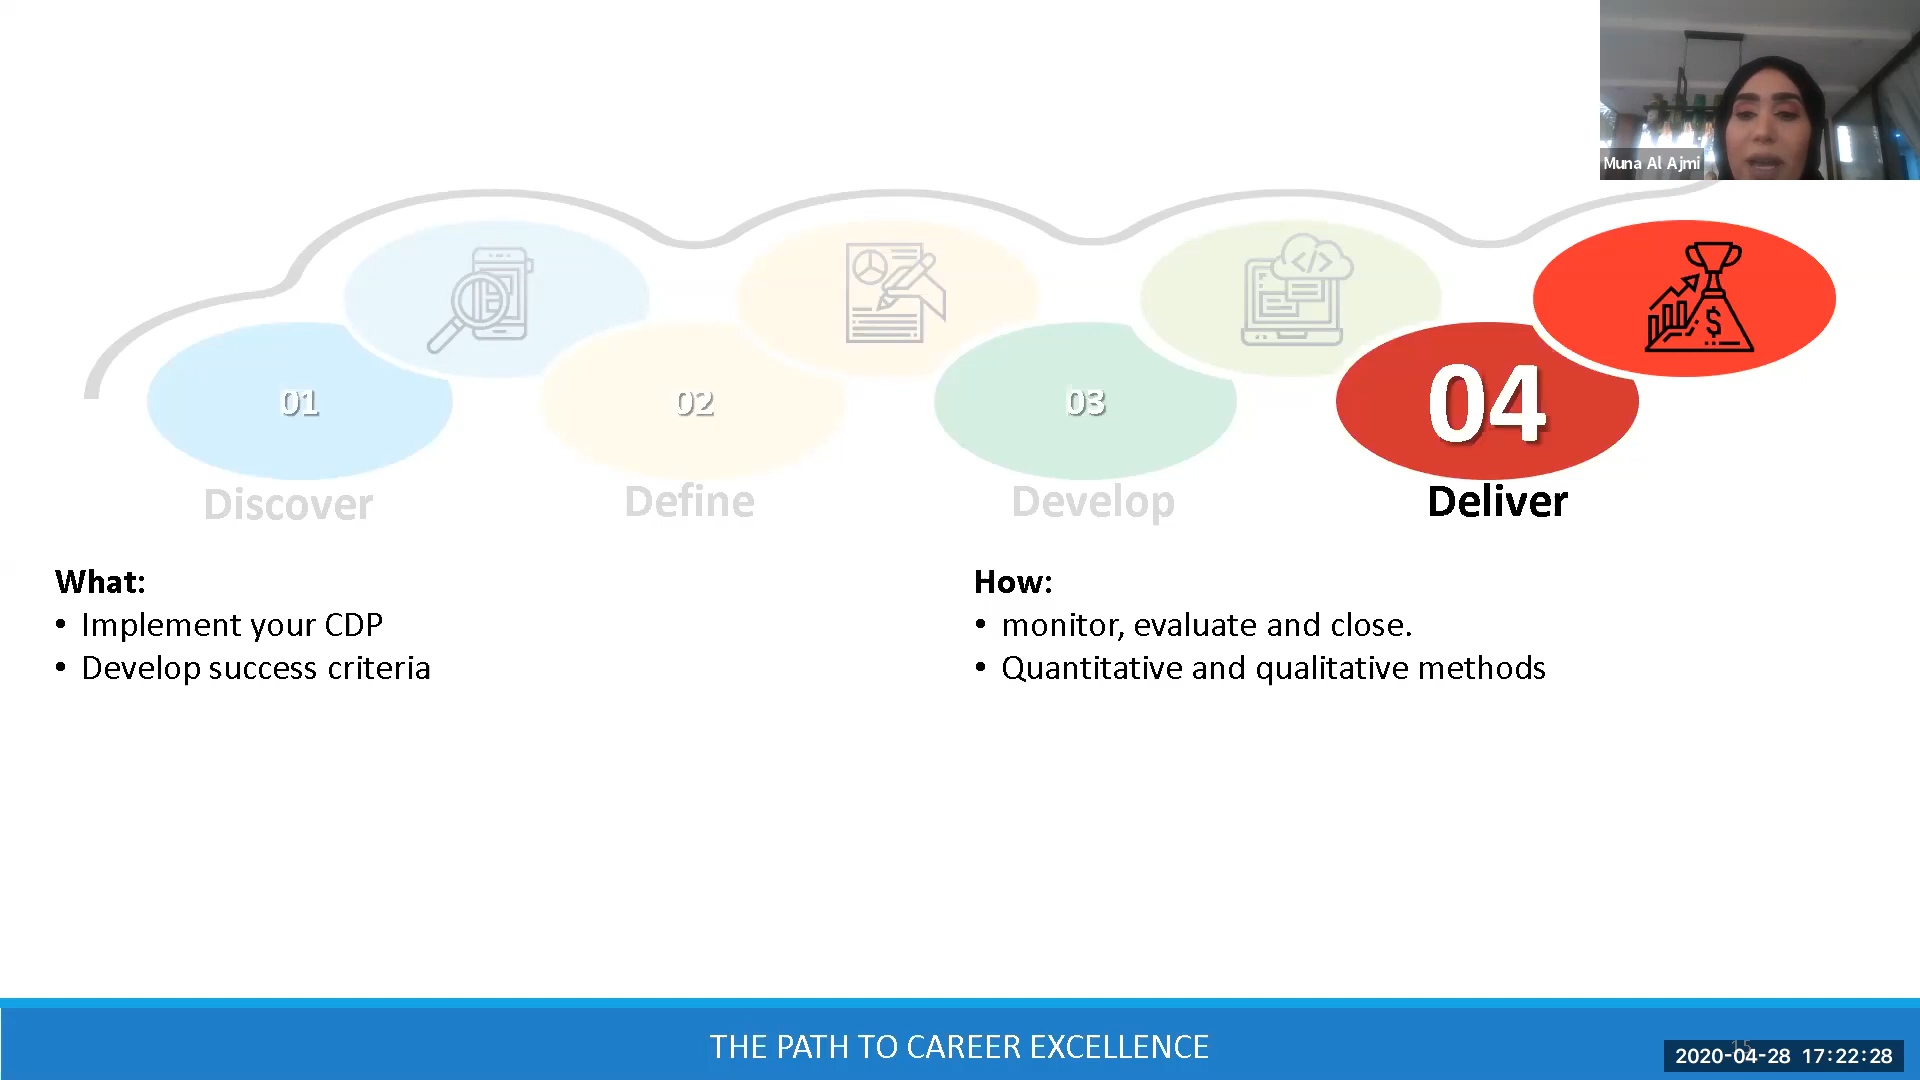 Muna Al Ajmi
01
02
03
04
Discover
Define
Develop
Deliver
What:
• Implement your CDP
• Develop success criteria
How:
• monitor, evaluate and close.
• Quantitative and qualitative methods
THE PATH TO CAREER EXCELLENCE
15
2020-04-28 17:22:28